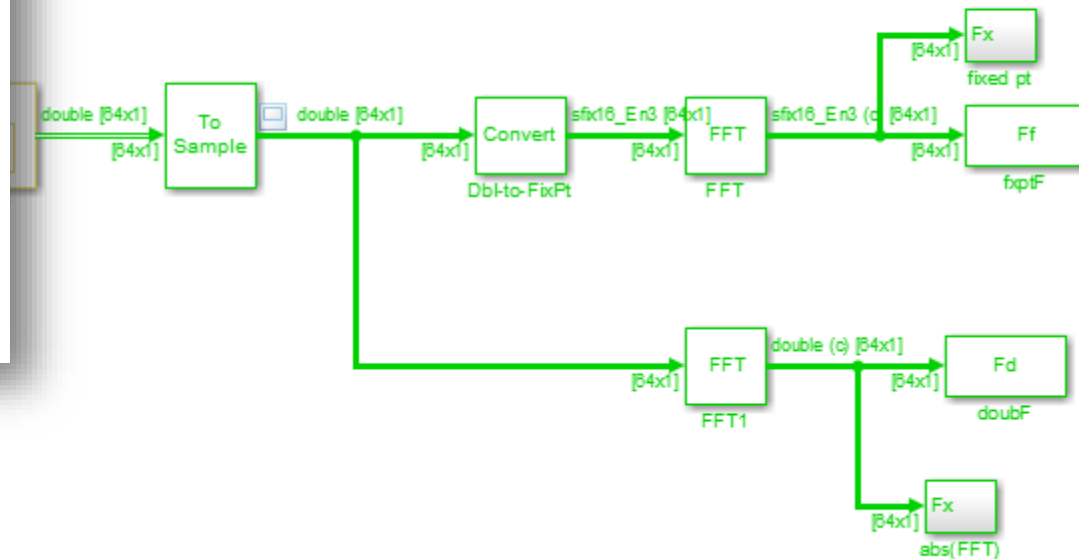 Fx
[64x1]
fixed pt
double [64x1]
[64x1]
To
Sample
double [64x1]
[64x1]
Convert
Dbl-to-FixPt
sfix16_En3 [64x1]
[64x1]
FFT
FFT
sfix16_En3 (c) [64x1]
[64x1]
Ff
fxptF
[64x1]
FFT
FFT1
double (c) [64x1]
[64x1]
Fd
doubF
[64x1]
Fx
abs(FFT)